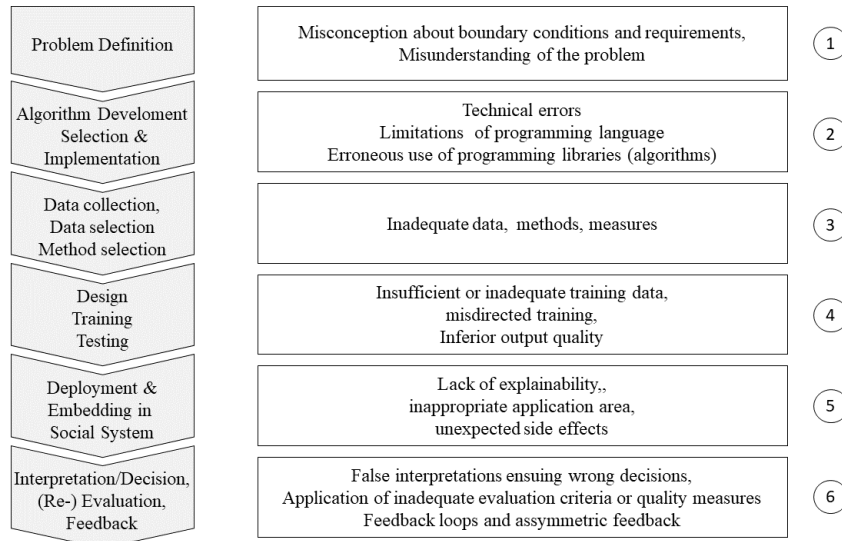 Problem Definition
Misconception about boundary conditions and requirements,
Misunderstanding of the problem
1
Algorithm Develoment
Selection &
Implementation
Technical errors
Limitations of programming language
Erroneous use of programming libraries (algorithms)
2
Data collection,
Data selection
Method selection
Inadequate data, methods, measures
3
Design
Training
Testing
Insufficient or inadequate training data,
misdirected training,
Inferior output quality
4
Deployment &
Embedding in
Social System
Lack of explainability,,
inappropriate application area,
unexpected side effects
5
Interpretation/Decision,
(Re-) Evaluation,
Feedback
False interpretations ensuing wrong decisions,
Application of inadequate evaluation criteria or quality measures
Feedback loops and assymmetric feedback
6